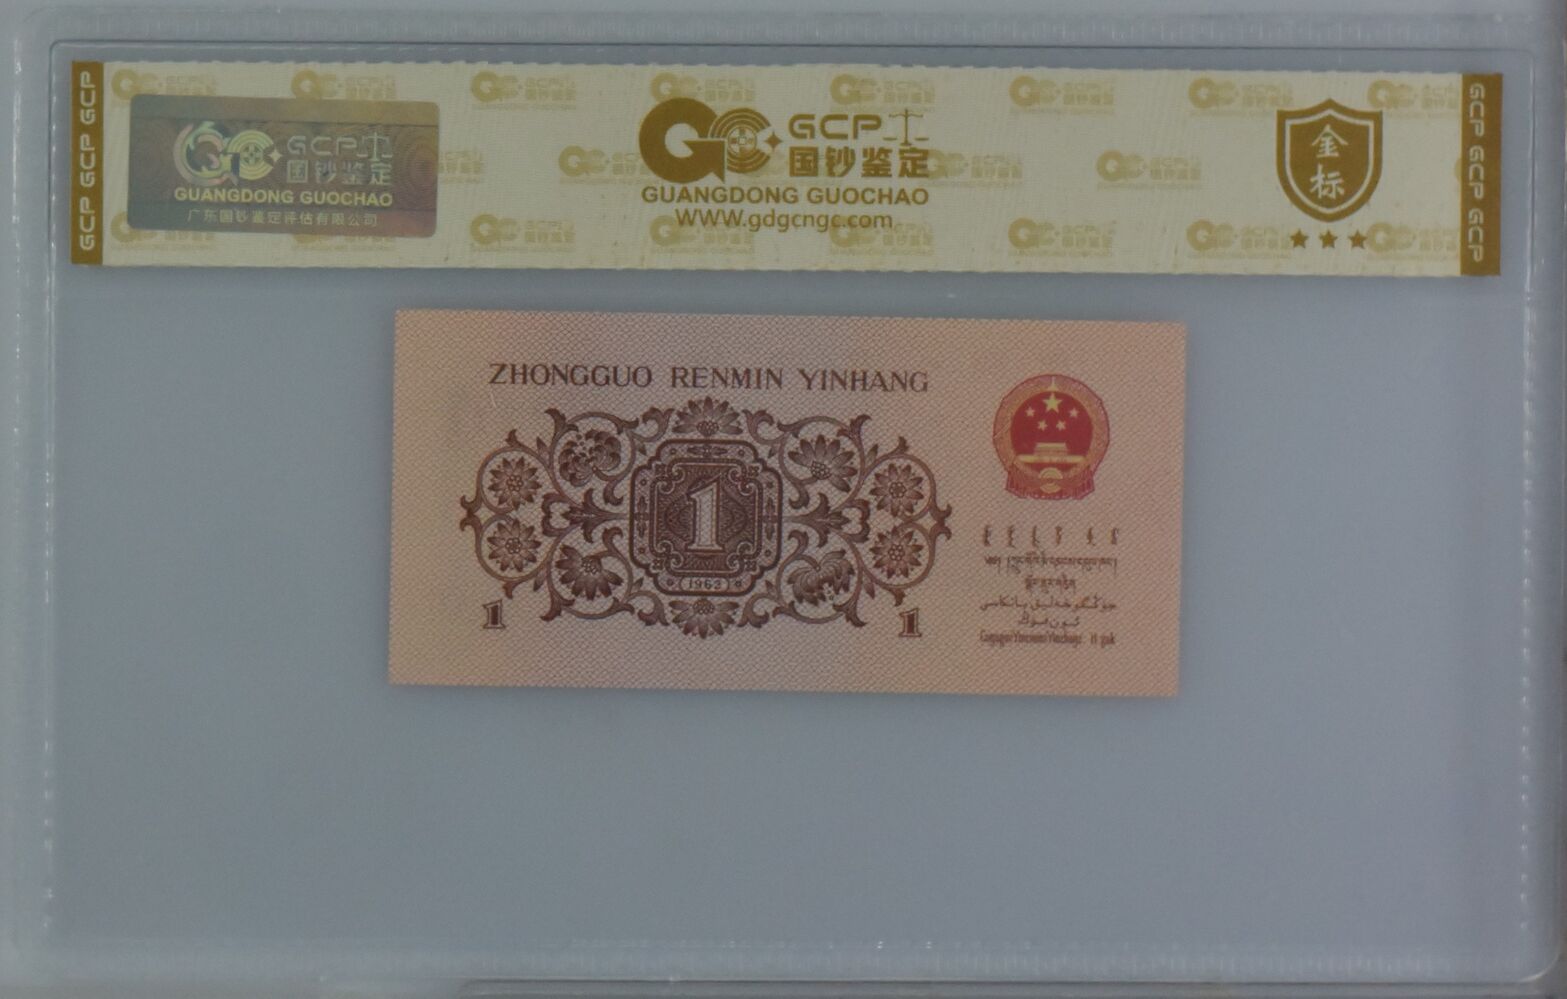 GCP GCP GCP
GCP
国钞鉴定
GUANGDONG GUOCHAO
广东国钞鉴定评估有限公司
GCP
国钞鉴定
GUANGDONG GUOCHAO
WWW.gdgcngc.com
金标
GCP GCP GCP
ZHONGGUO RENMIN YINHANG
1
(1962)
1
1